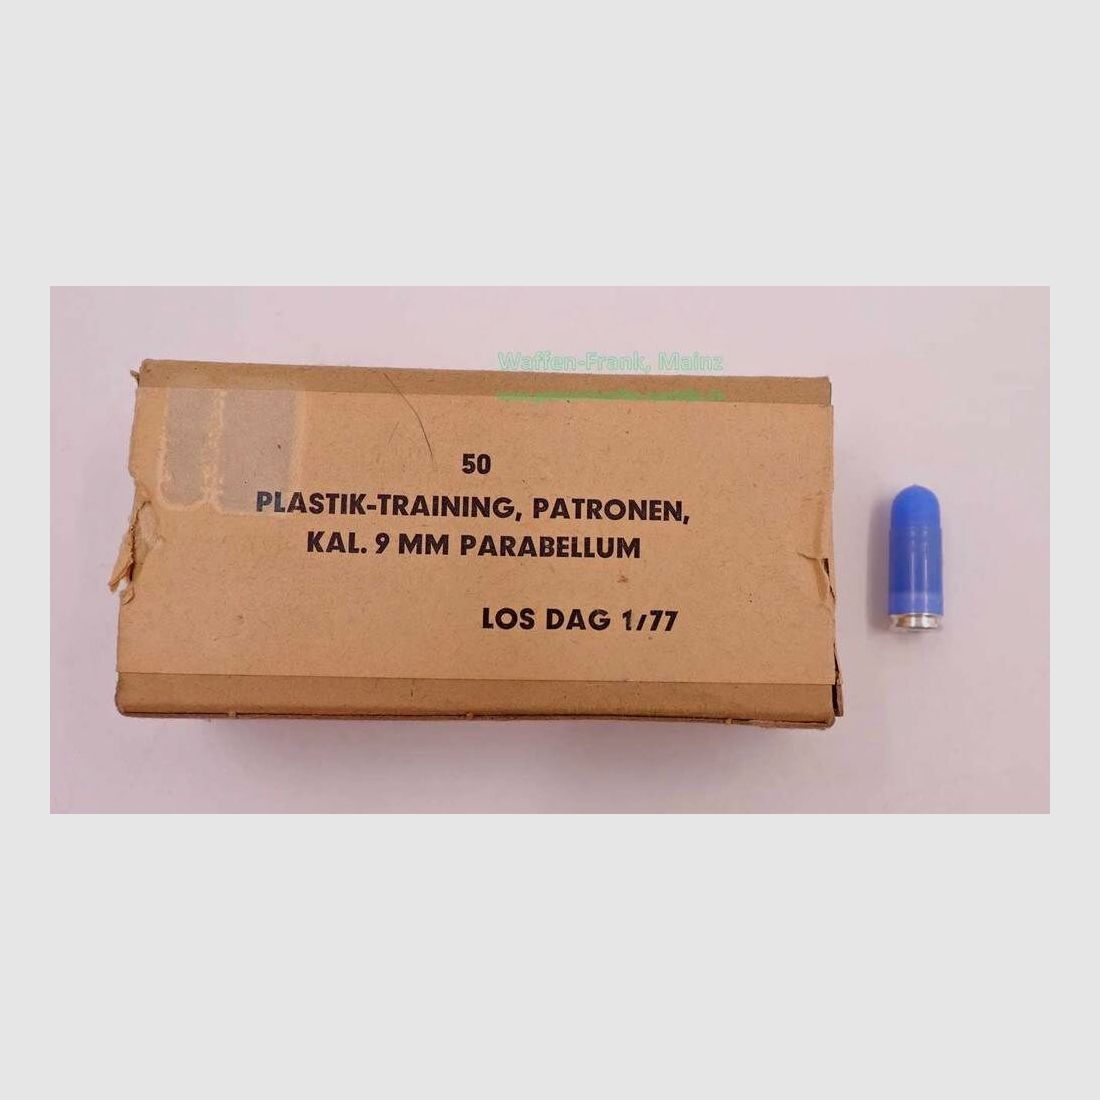 Waffen-Frank, Mainz
50
PLASTIK-TRAINING, PATRONEN,
KAL. 9 MM PARABELLUM
LOS DAG 1/77